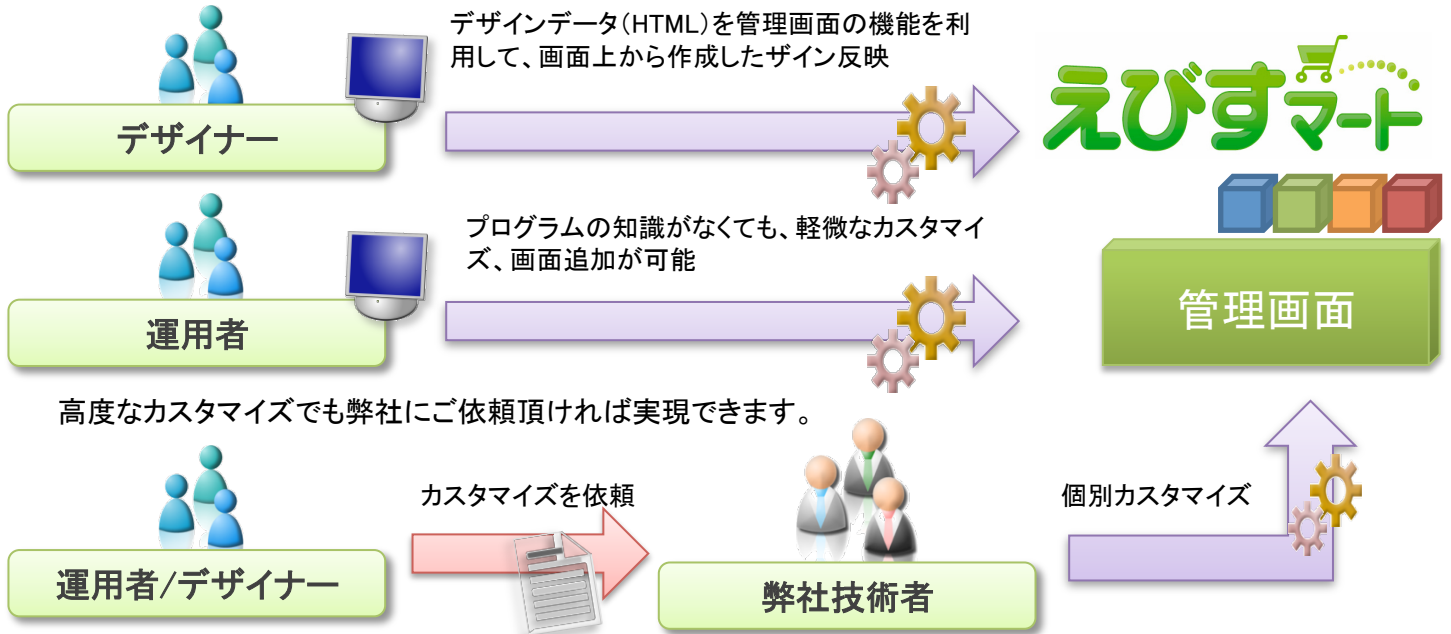 デザインデータ(HTML)を管理画面の機能を利
用して、画面上から作成したザイン反映
えびすマート
デザイナー
プログラムの知識がなくても、軽微なカスタマイ
ズ、画面追加が可能
運用者
管理画面
高度なカスタマイズでも弊社にご依頼頂ければ実現できます。
カスタマイズを依頼
個別カスタマイズ
運用者/デザイナー
弊社技術者